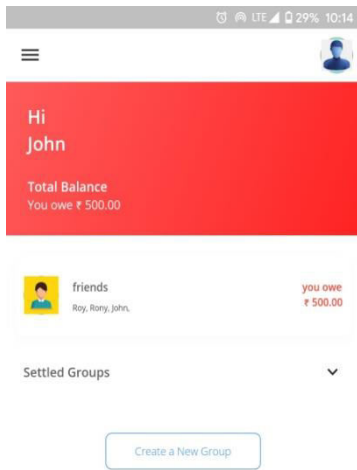 LTE 29% 10:14
Hi
John
Total Balance
You owe ₹ 500.00
friends
you owe
Roy, Rony, John,
₹ 500.00
Settled Groups
Create a New Group